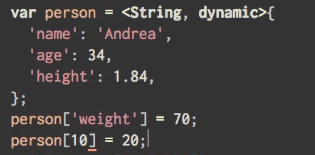 var person = <String, dynamic>{
  'name': 'Andrea',
  'age': 34,
  'height': 1.84,
};
person['weight'] = 70;
person[10] = 20;